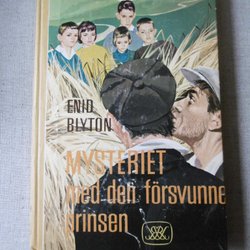 ENID
BLYTON
MYSTERIET
med den försvunne
prinsen